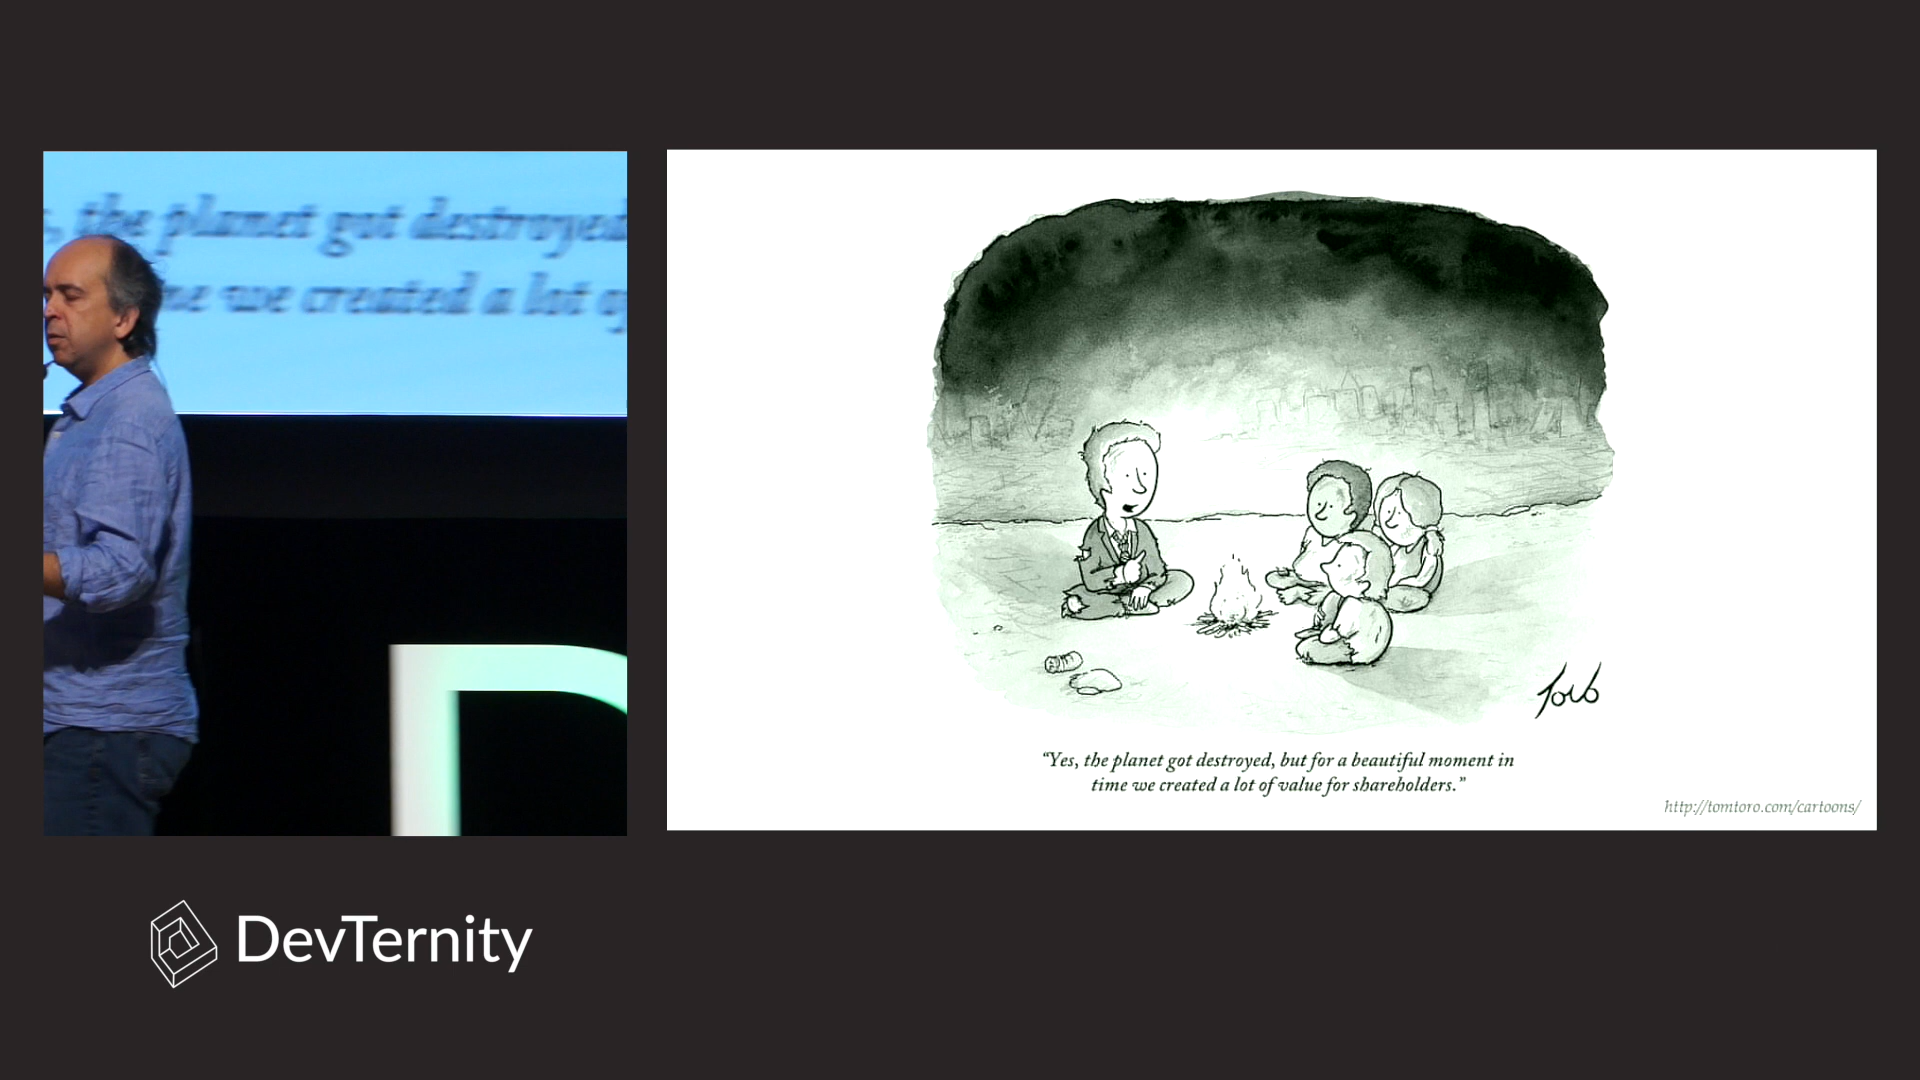 the planet got destroyed
we created a lot
D
DevTernity
“Yes, the planet got destroyed, but for a beautiful moment in
time we created a lot of value for shareholders.”
Toro
http://tomtoro.com/cartoons/